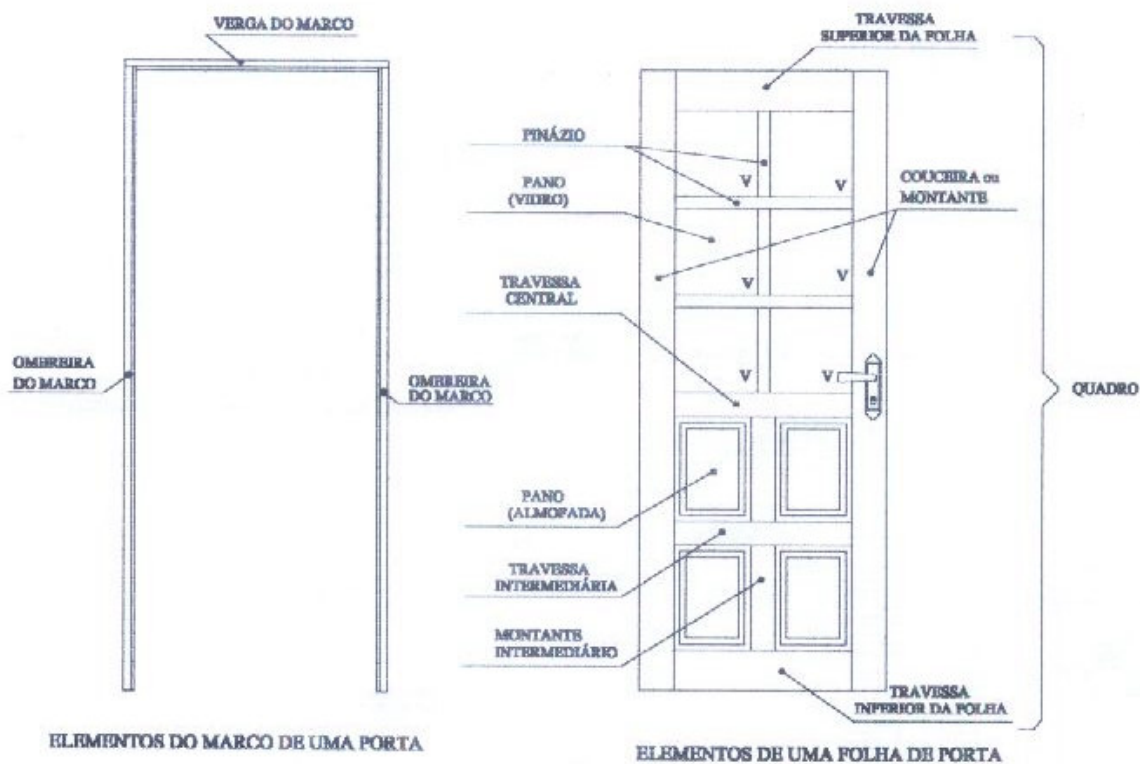 VERGA DO MARCO
OMBREIRA
DO MARCO
OMBREIRA
DO MARCO
ELEMENTOS DO MARCO DE UMA PORTA
TRAVESSA
SUPERIOR DA FOLHA
PINÁZIO
PANO
(VIDRO)
V
V
COUCEIRA ou
MONTANTE
TRAVESSA
CENTRAL
V
V
V
V
QUADRO
PANO
(ALMOFADA)
TRAVESSA
INTERMEDIÁRIA
MONTANTE
INTERMEDIÁRIO
TRAVESSA
INFERIOR DA FOLHA
ELEMENTOS DE UMA FOLHA DE PORTA